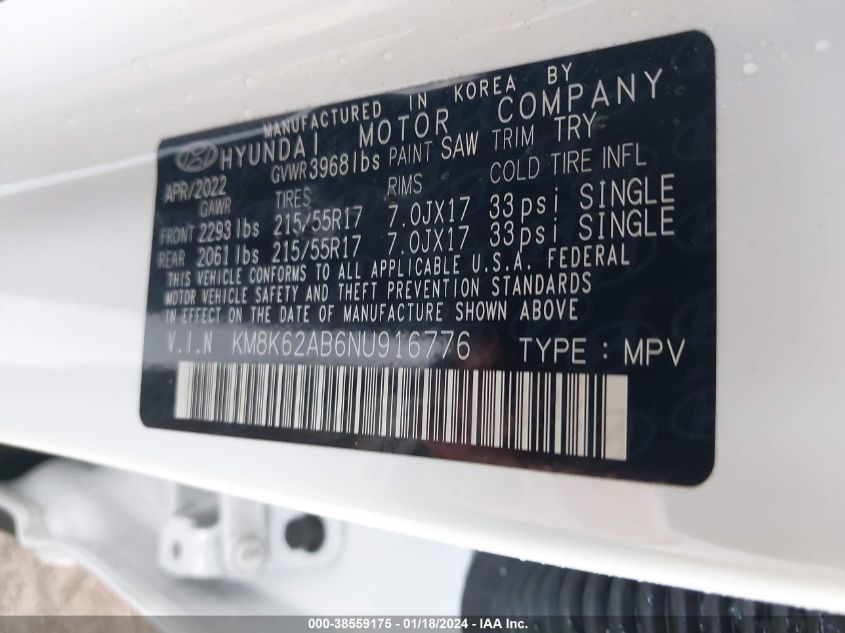 MANUFACTURED IN KOREA BY
HYUNDAI MOTOR COMPANY
APR/2022 GVWR 3968lbs PAINT SAW TRIM TRY
GAWR TIRES RIMS COLD TIRE INFL
FRONT 2293lbs 215/55R17 7.0JX17 33psi SINGLE
REAR 2061lbs 215/55R17 7.0JX17 33psi SINGLE
THIS VEHICLE CONFORMS TO ALL APPLICABLE U.S.A. FEDERAL
MOTOR VEHICLE SAFETY AND THEFT PREVENTION STANDARDS
IN EFFECT ON THE DATE OF MANUFACTURE SHOWN ABOVE
V.I.N KM8K62AB6NU916776 TYPE : MPV
000-38559175 - 01/18/2024 - IAA Inc.